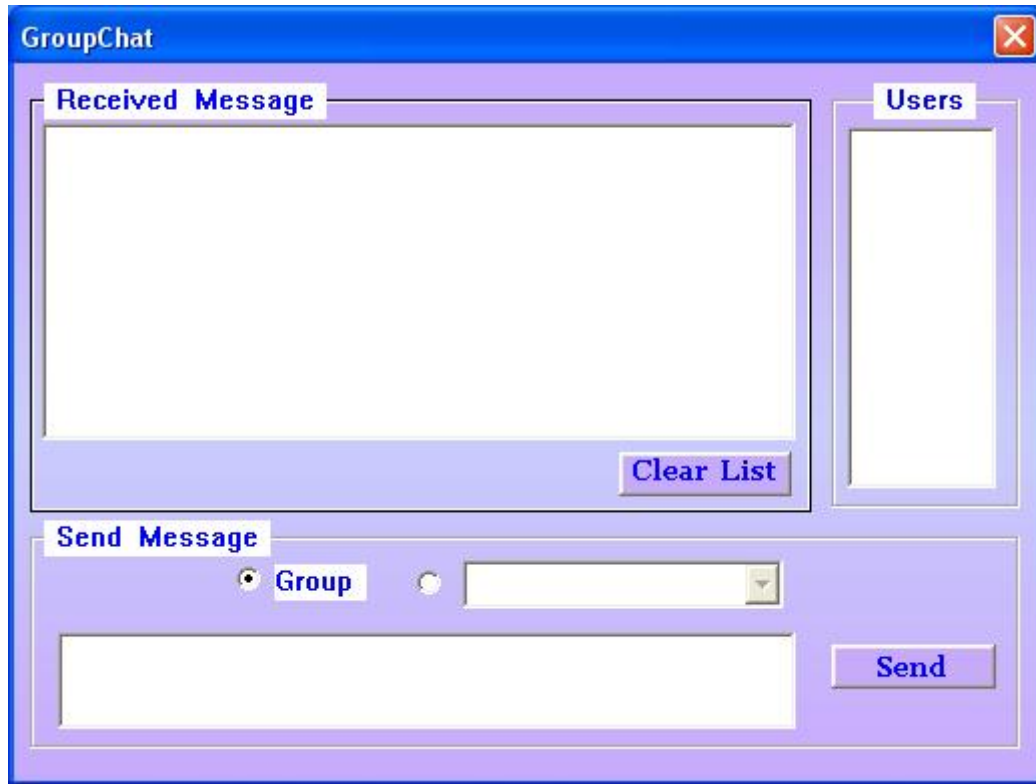 GroupChat
Received Message
Users
Clear List
Send Message
Group
Send